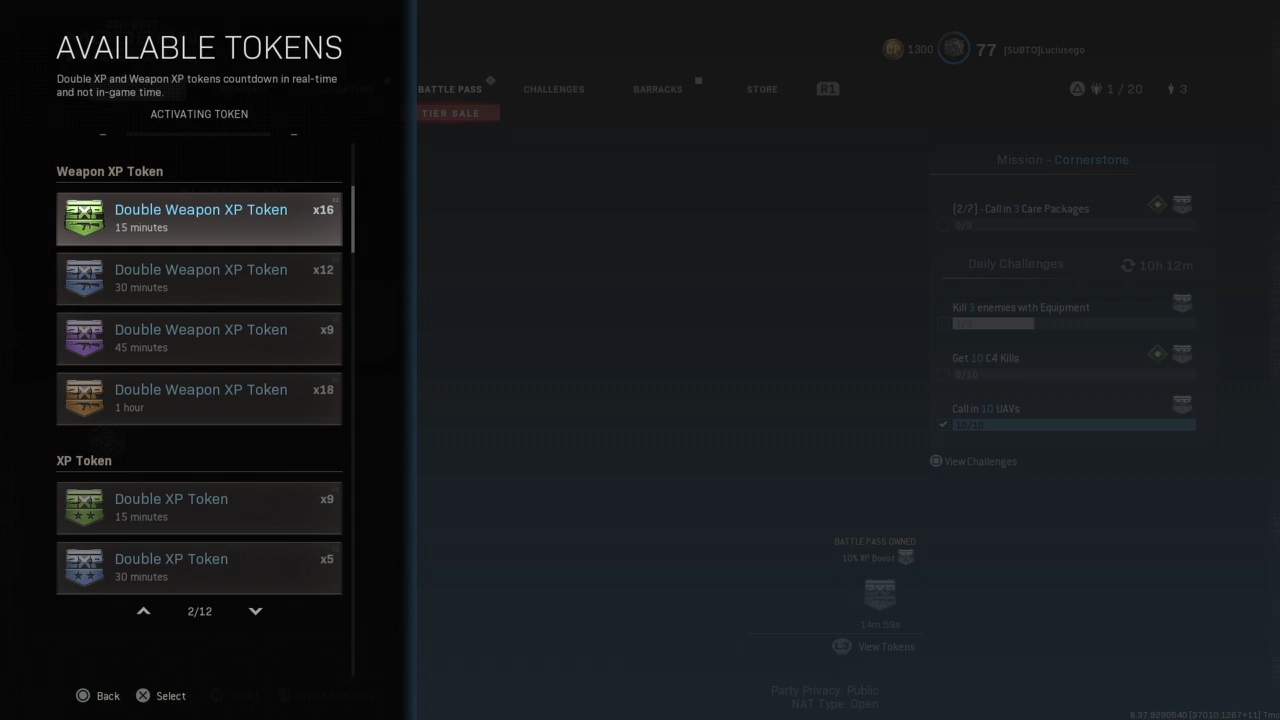 AVAILABLE TOKENS
Double XP and Weapon XP tokens countdown in real-time
and not in-game time.
ACTIVATING TOKEN
Weapon XP Token
Double Weapon XP Token x16
15 minutes
Double Weapon XP Token x12
30 minutes
Double Weapon XP Token x9
45 minutes
Double Weapon XP Token x18
1 hour
XP Token
Double XP Token x9
15 minutes
Double XP Token x5
30 minutes
2/12
Back Select
CP 1300 77 [SUBTO]Luciusego
BATTLE PASS CHALLENGES BARRACKS STORE R1 1 / 20 3
TIER SALE
Mission - Cornerstone
[2/7] - Call in 3 Care Packages
0/3
Daily Challenges 10h 12m
Kill 3 enemies with Equipment
1/3
Get 10 C4 Kills
0/10
Call in 10 UAVs
10/10
View Challenges
BATTLE PASS OWNED
10% XP Boost
2XP
14m 59s
View Tokens
Party Privacy: Public
NAT Type: Open